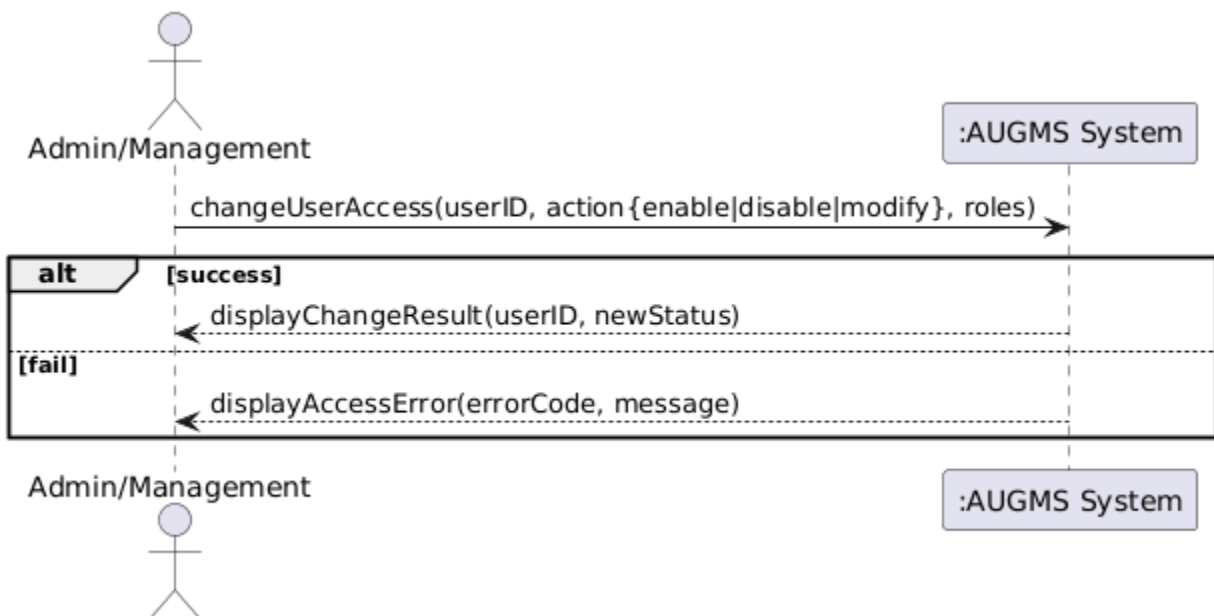 Admin/Management
:AUGMS System
changeUserAccess(userID, action{enable|disable|modify}, roles)
alt [success]
displayChangeResult(userID, newStatus)
[fail]
displayAccessError(errorCode, message)
Admin/Management
:AUGMS System